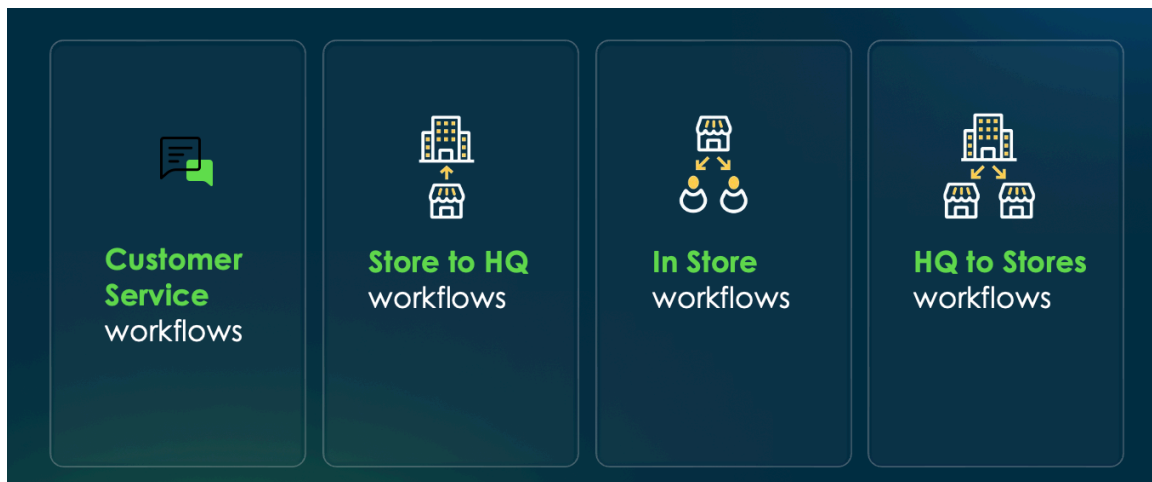 Customer
Service
workflows
Store to HQ
workflows
In Store
workflows
HQ to Stores
workflows